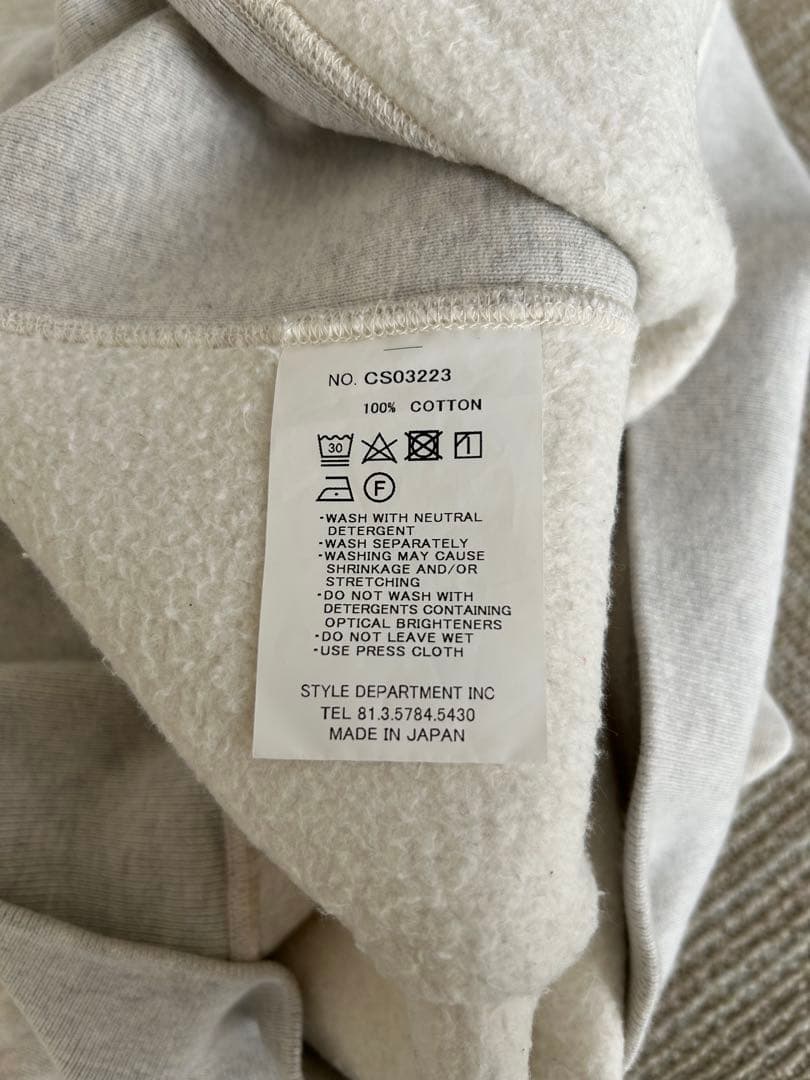 NO. CS03223
100% COTTON
30
F
-WASH WITH NEUTRAL
DETERGENT
-WASH SEPARATELY
-WASHING MAY CAUSE
SHRINKAGE AND/OR
STRETCHING
-DO NOT WASH WITH
DETERGENTS CONTAINING
OPTICAL BRIGHTENERS
-DO NOT LEAVE WET
-USE PRESS CLOTH
STYLE DEPARTMENT INC
TEL 81.3.5784.5430
MADE IN JAPAN